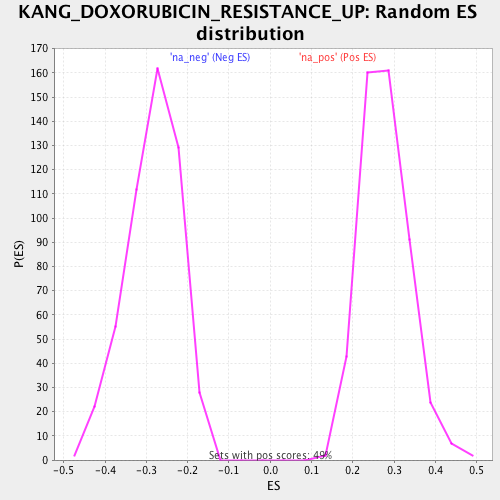 KANG_DOXORUBICIN_RESISTANCE_UP: Random ES
distribution
'na_neg' (Neg ES)
'na_pos' (Pos ES)
170
160
150
140
130
120
110
100
90
80
70
60
50
40
30
20
10
0
P(ES)
Sets with pos scores: 49%
-0.5 -0.4 -0.3 -0.2 -0.1 0.0 0.1 0.2 0.3 0.4 0.5
ES